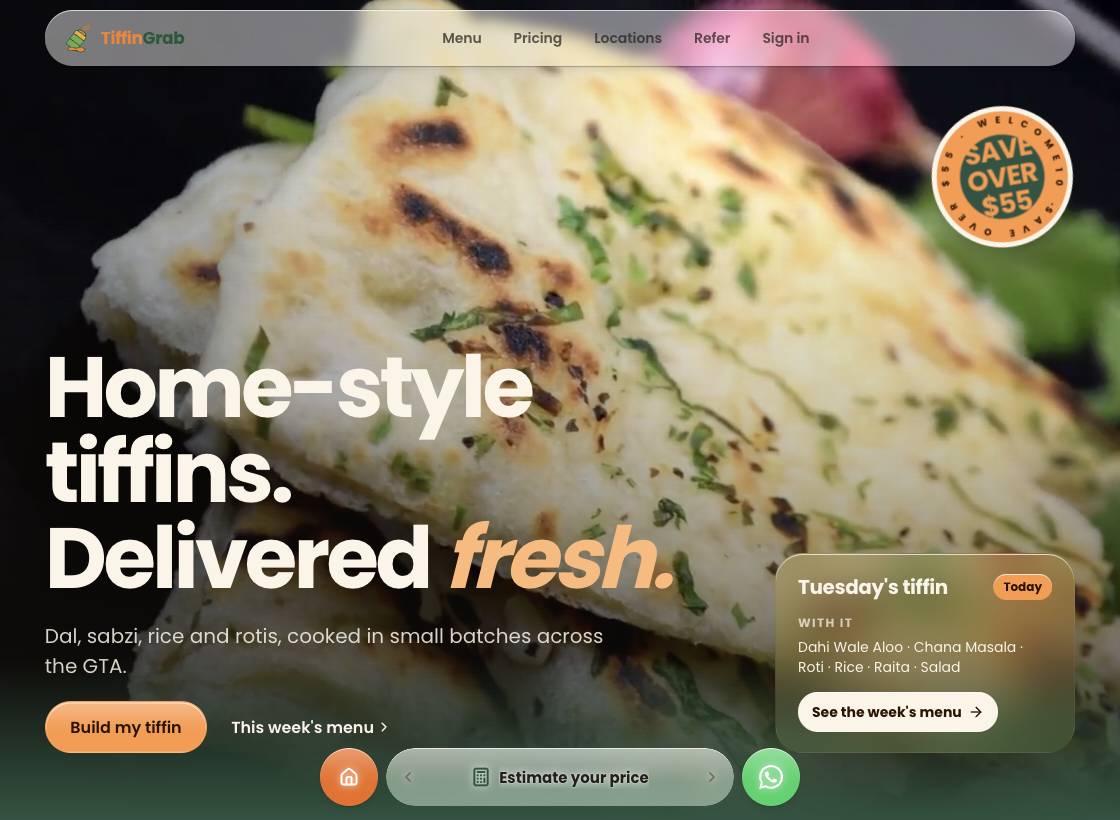 TiffinGrab
Menu
Pricing
Locations
Refer
Sign in
WELCOME10 · SAVE OVER $55 ·
SAVE
OVER
$55
Home-style
tiffins.
Delivered fresh.
Dal, sabzi, rice and rotis, cooked in small batches across
the GTA.
Build my tiffin
This week's menu
Tuesday's tiffin
Today
WITH IT
Dahi Wale Aloo · Chana Masala ·
Roti · Rice · Raita · Salad
See the week's menu
Estimate your price